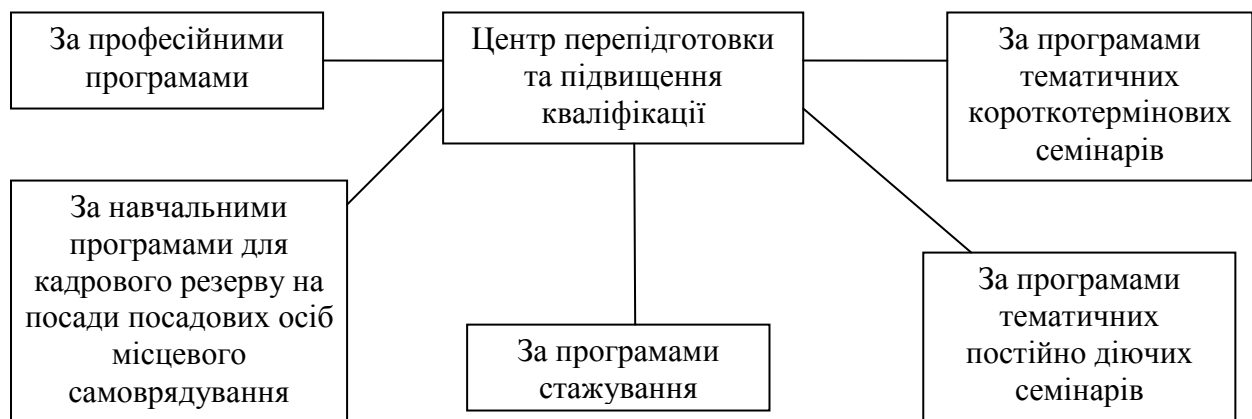 За професійними
програмами
Центр перепідготовки
та підвищення
кваліфікації
За програмами
тематичних
короткотермінових
семінарів
За навчальними
програмами для
кадрового резерву на
посади посадових осіб
місцевого
самоврядування
За програмами
стажування
За програмами
тематичних
постійно діючих
семінарів